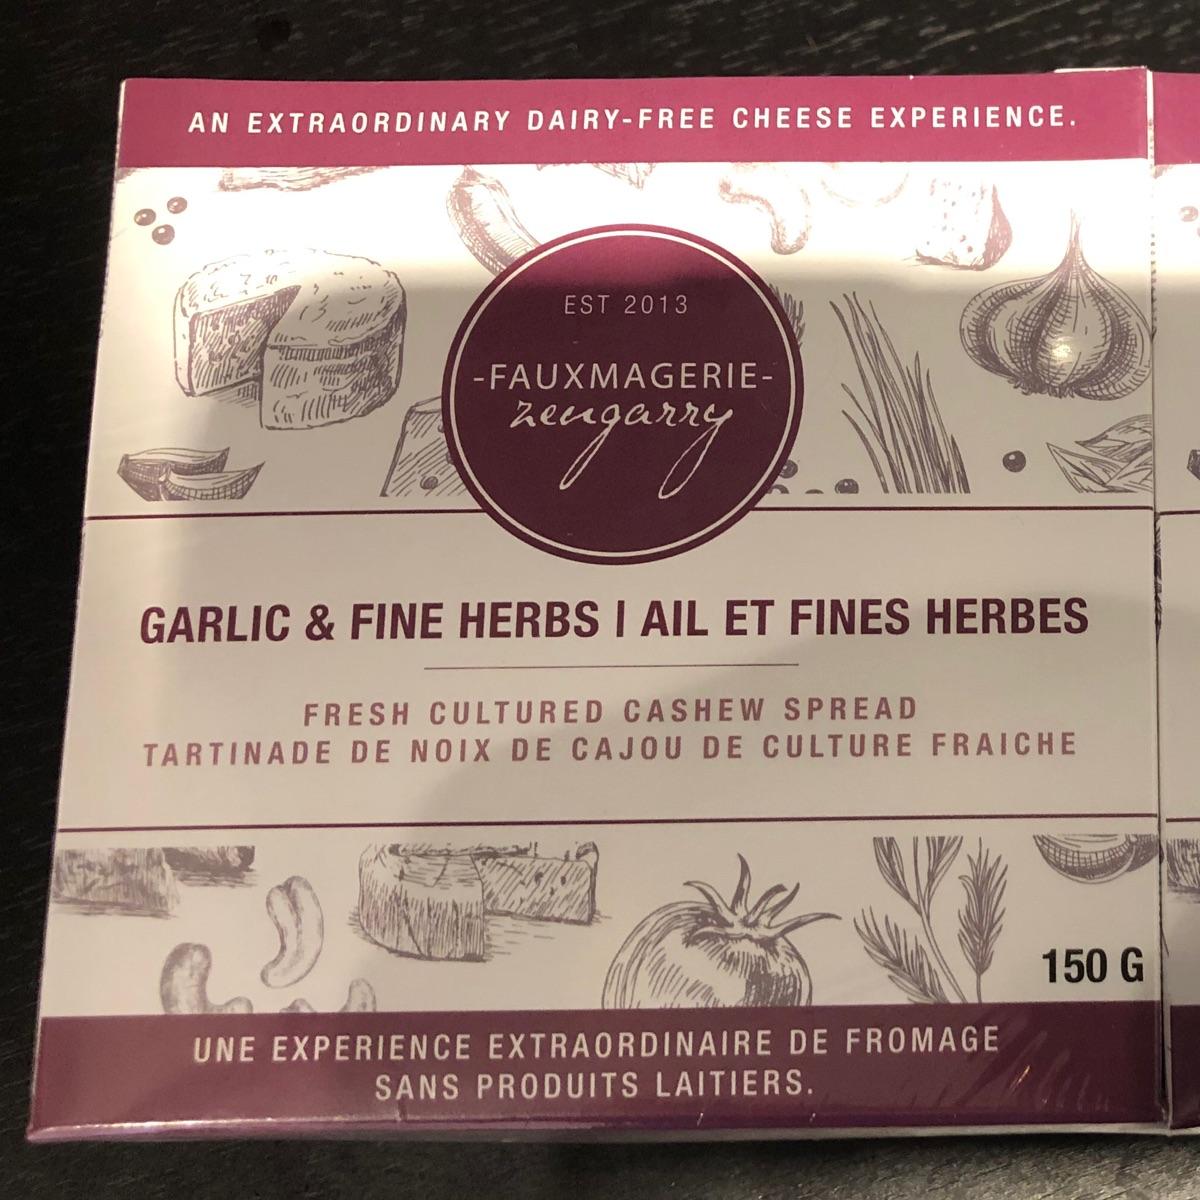 AN EXTRAORDINARY DAIRY-FREE CHEESE EXPERIENCE.
EST 2013
-FAUXMAGERIE-
zengarry
GARLIC & FINE HERBS | AIL ET FINES HERBES
FRESH CULTURED CASHEW SPREAD
TARTINADE DE NOIX DE CAJOU DE CULTURE FRAICHE
150 G
UNE EXPERIENCE EXTRAORDINAIRE DE FROMAGE
SANS PRODUITS LAITIERS.